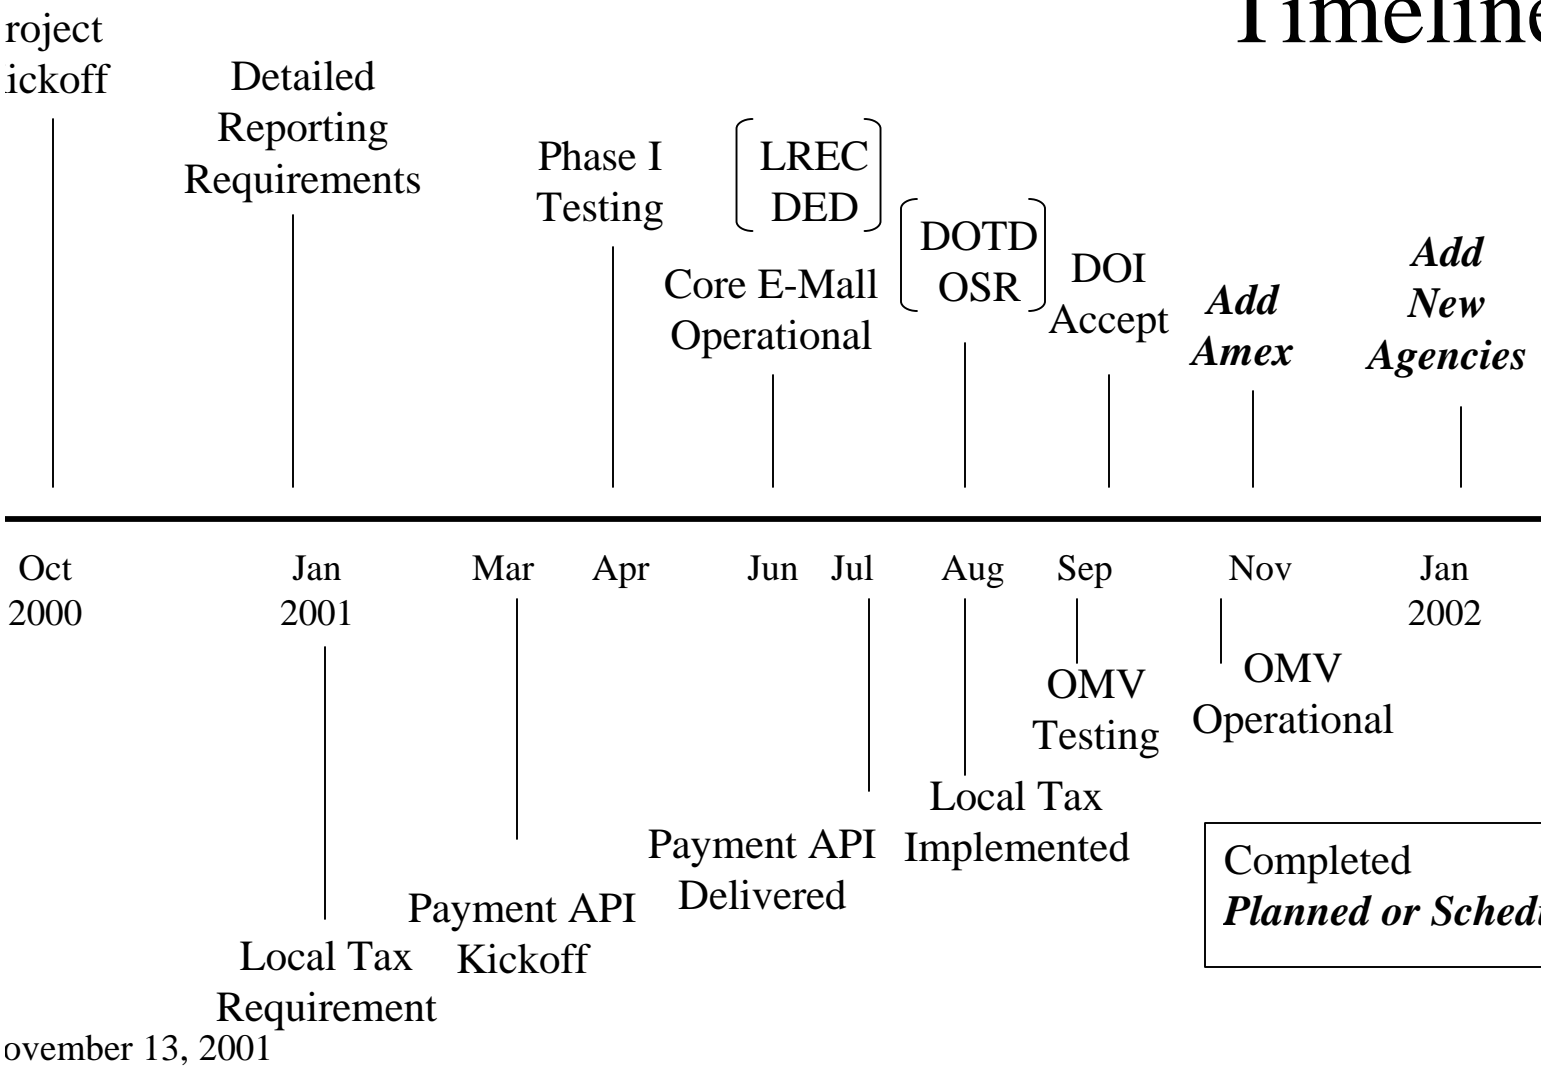 Timeline
roject
ickoff
Detailed
Reporting
Requirements
Phase I
Testing
LREC
DED
Core E-Mall
Operational
DOTD
OSR
DOI
Accept
Add
Amex
Add
New
Agencies
Oct
2000
Jan
2001
Mar
Apr
Jun
Jul
Aug
Sep
Nov
Jan
2002
OMV
Testing
OMV
Operational
Local Tax
Implemented
Payment API
Delivered
Payment API
Kickoff
Local Tax
Requirement
Completed
Planned or Sched
ovember 13, 2001